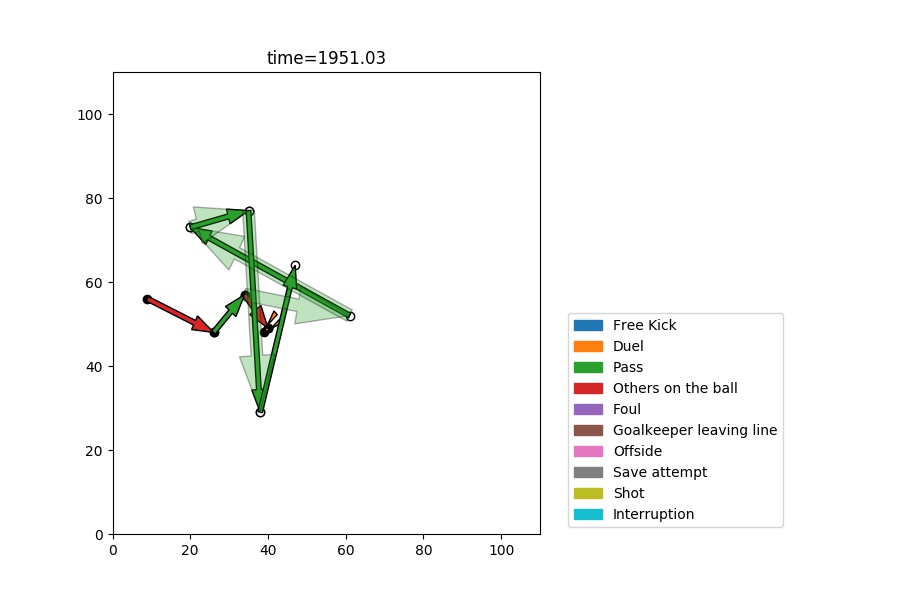 time=1951.03
100
80
60
40
20
0
0 20 40 60 80 100
Free Kick
Duel
Pass
Others on the ball
Foul
Goalkeeper leaving line
Offside
Save attempt
Shot
Interruption